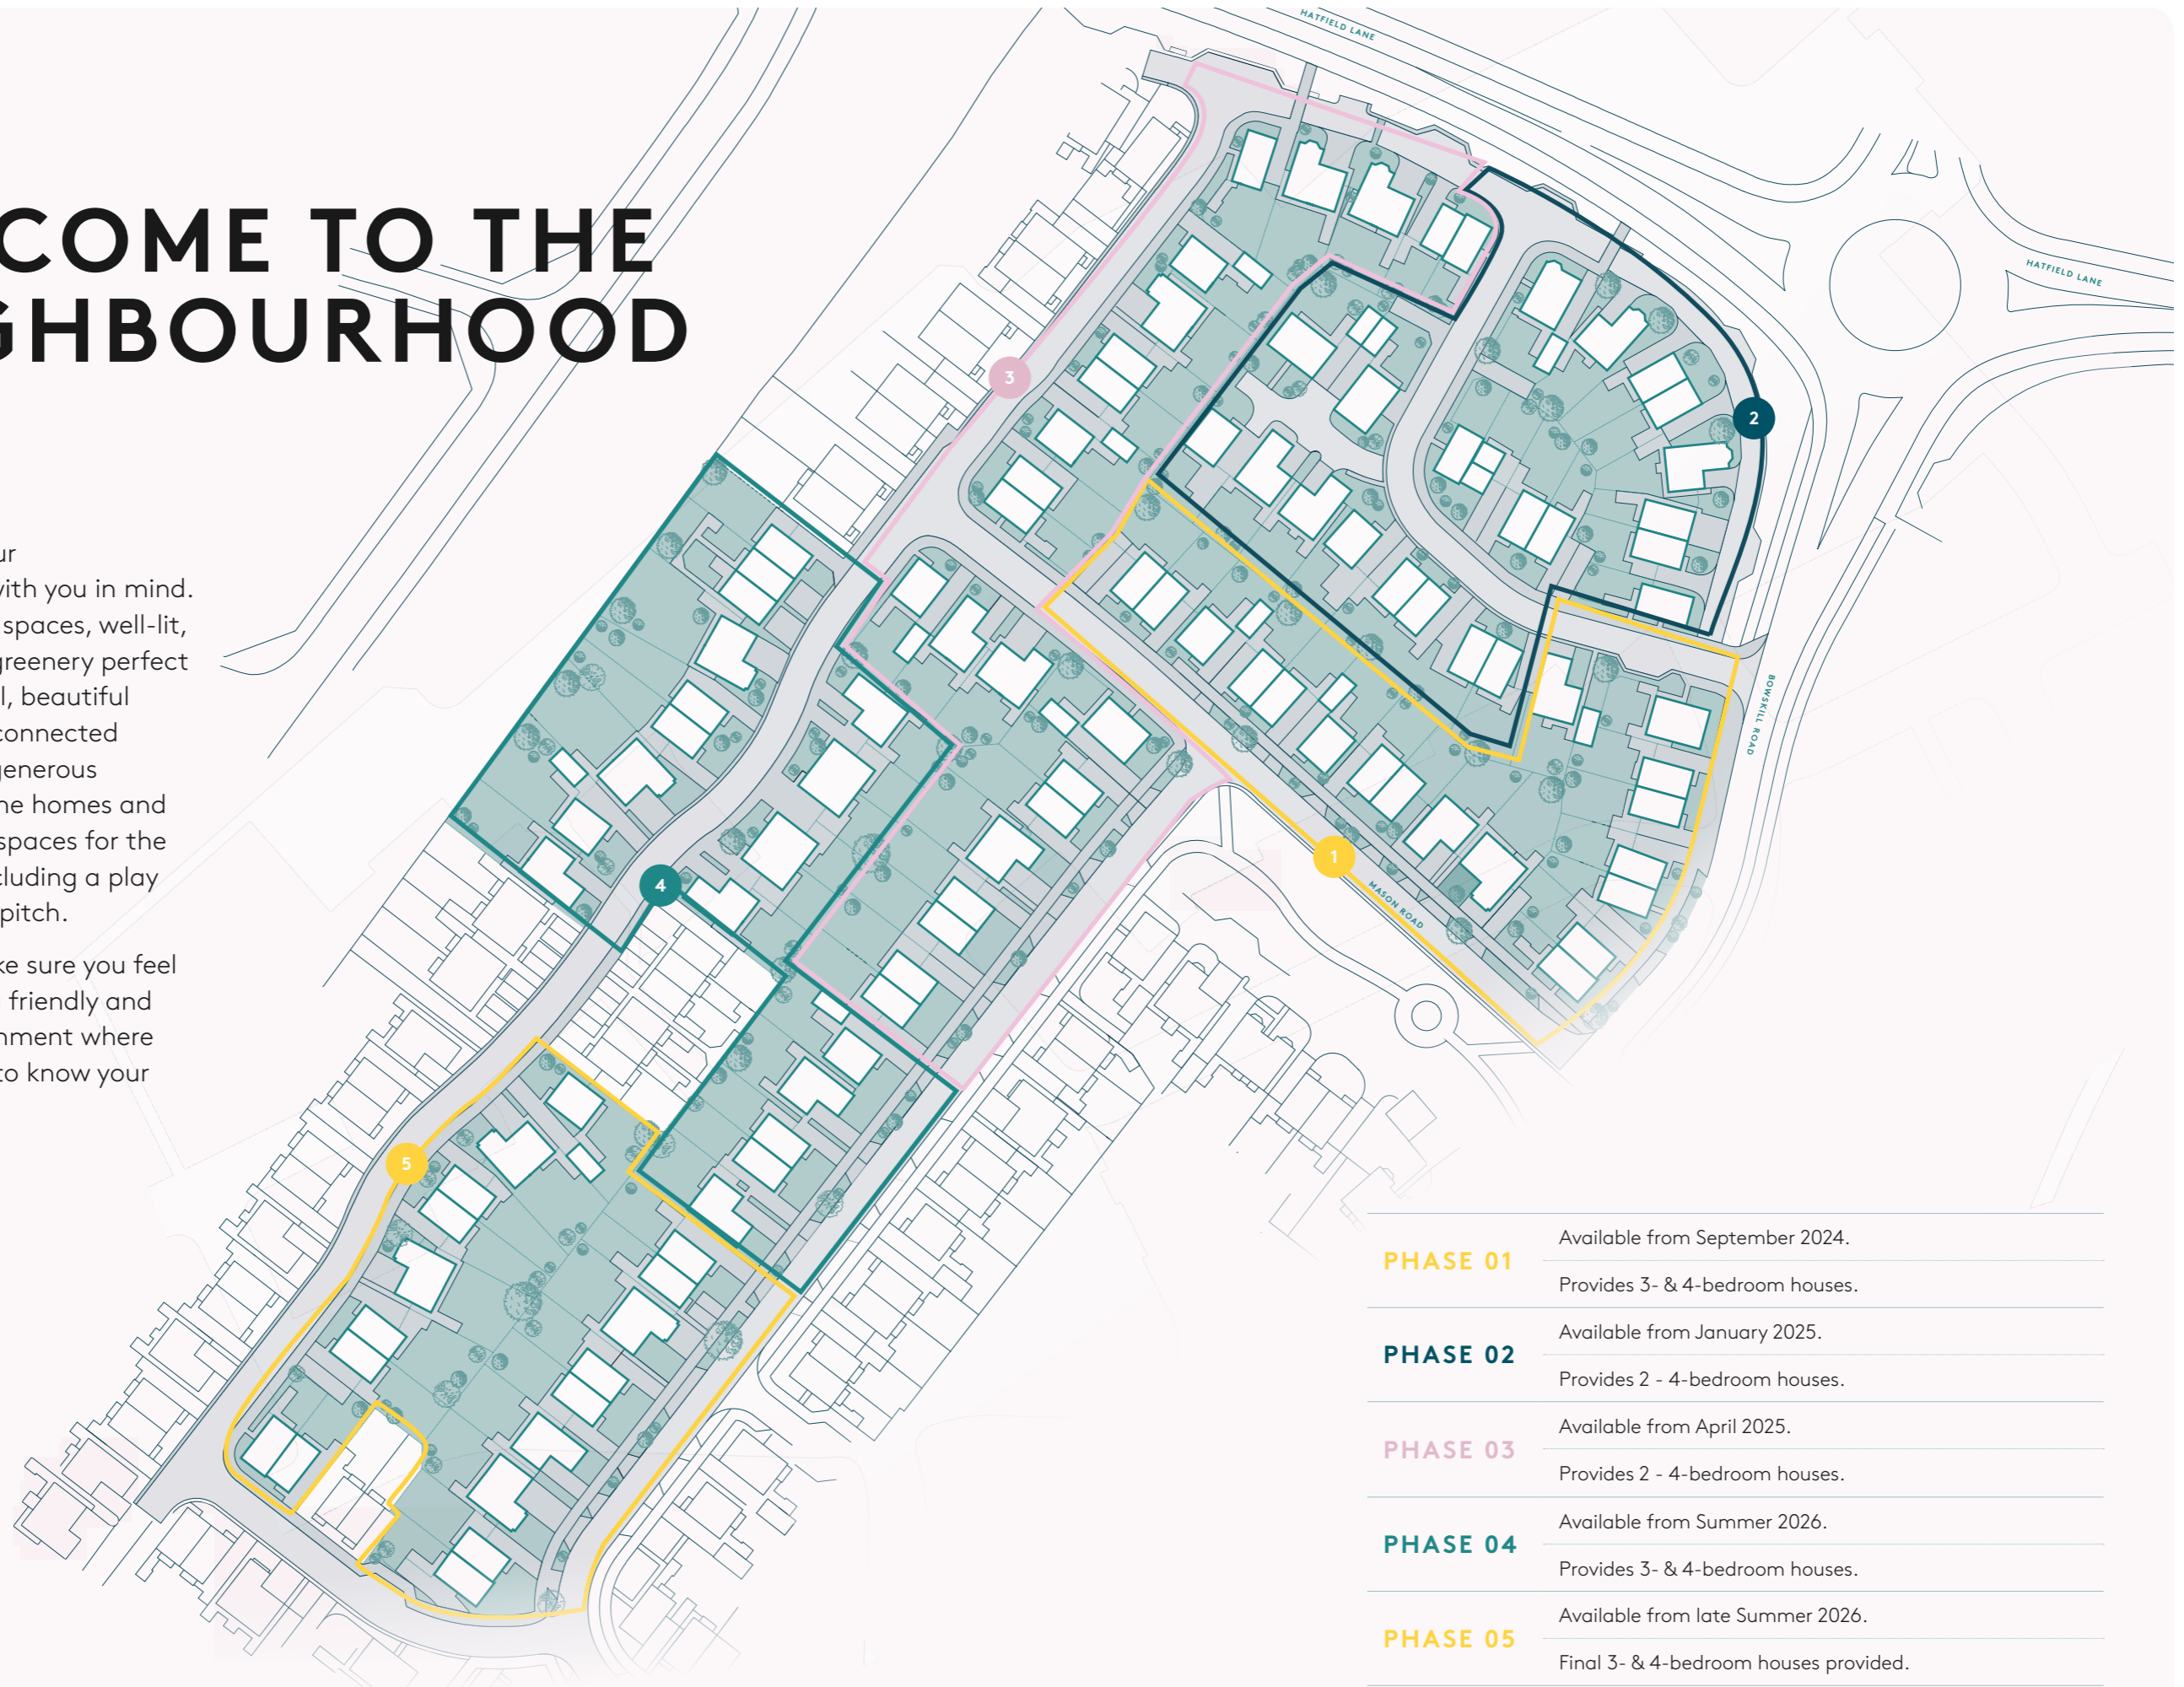 COME TO THE
GHBOURHOOD
ur
with you in mind.
spaces, well-lit,
greenery perfect
l, beautiful
connected
generous
ne homes and
spaces for the
cluding a play
pitch.
ke sure you feel
friendly and
nment where
to know your
HATFIELD LANE
HATFIELD LANE
BOWSKILL ROAD
MASON ROAD
3
2
1
4
5
PHASE 01
Available from September 2024.
Provides 3- & 4-bedroom houses.
PHASE 02
Available from January 2025.
Provides 2 - 4-bedroom houses.
PHASE 03
Available from April 2025.
Provides 2 - 4-bedroom houses.
PHASE 04
Available from Summer 2026.
Provides 3- & 4-bedroom houses.
PHASE 05
Available from late Summer 2026.
Final 3- & 4-bedroom houses provided.